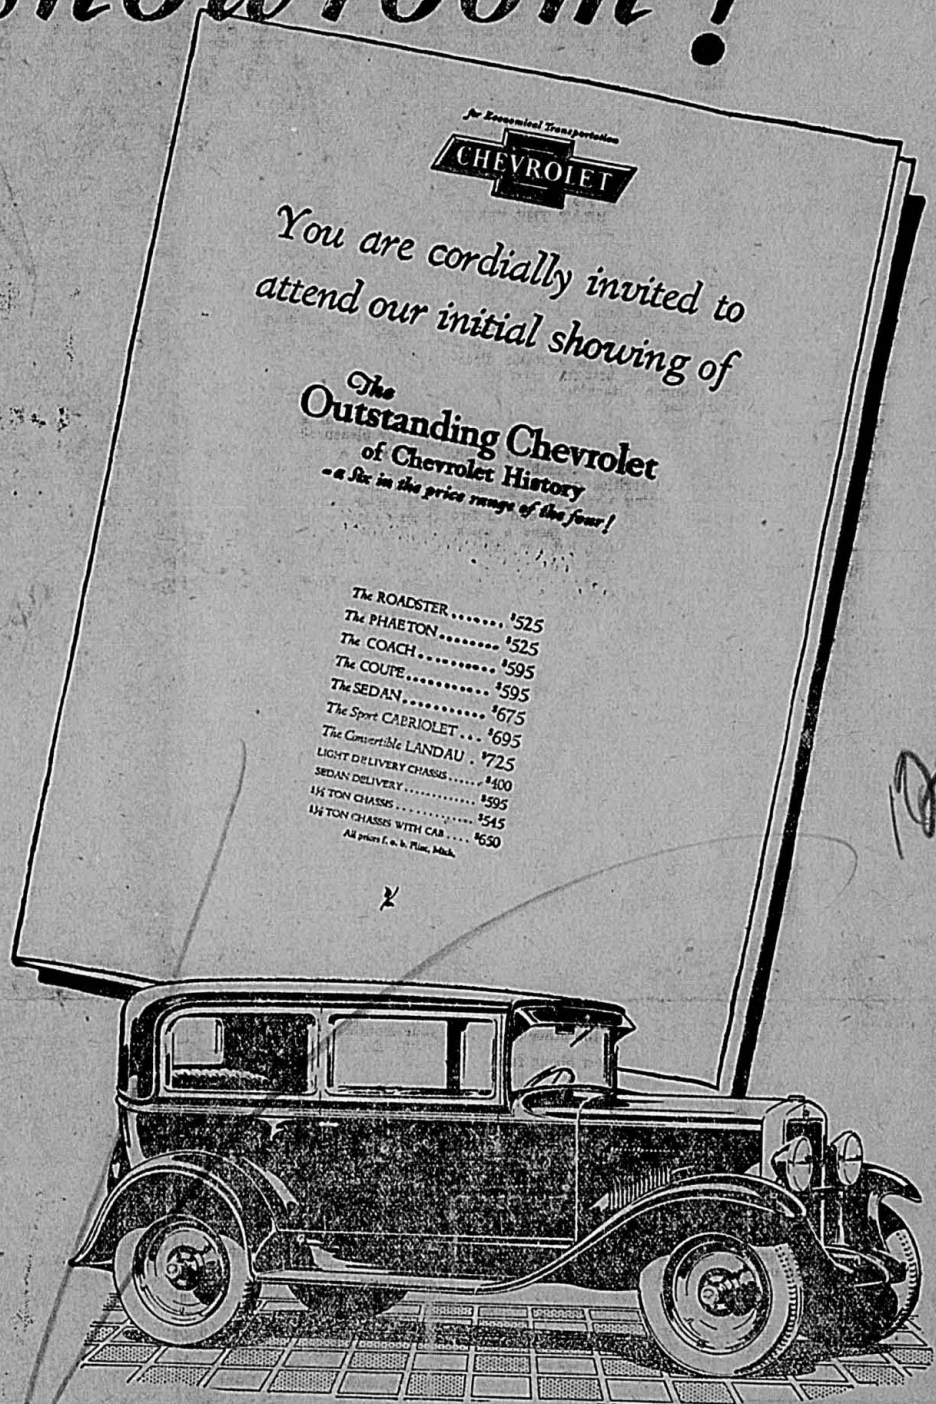 showroom!
for Economical Transportation
CHEVROLET
You are cordially invited to
attend our initial showing of
The
Outstanding Chevrolet
of Chevrolet History
-a Six in the price range of the four!
The ROADSTER....... $525
The PHAETON........ $525
The COACH.......... $595
The COUPE........... $595
The SEDAN........... $675
The Sport CABRIOLET... $695
The Convertible LANDAU . $725
LIGHT DELIVERY CHASSIS...... $400
SEDAN DELIVERY............ $595
1½ TON CHASSIS............. $545
1½ TON CHASSIS WITH CAB.... $650
All prices f. o. b. Flint, Mich.